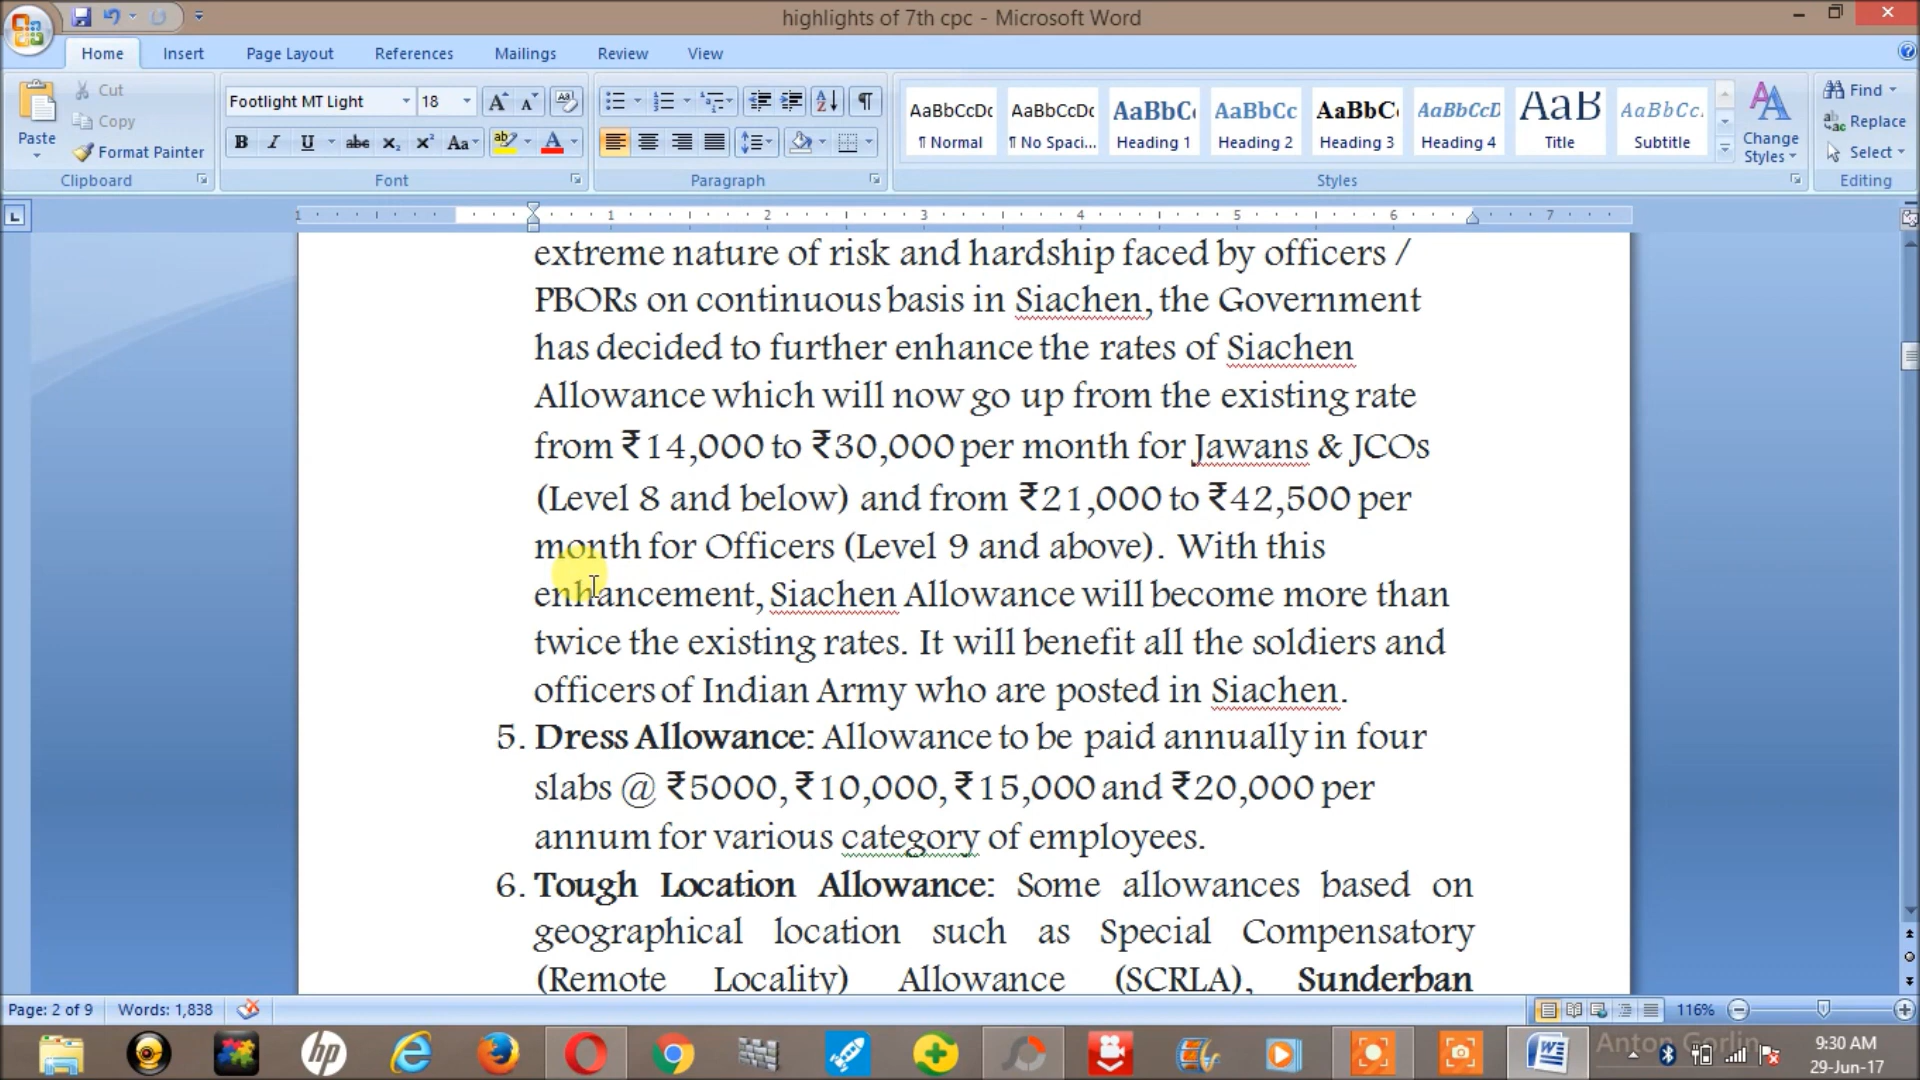 highlights of 7th cpc - Microsoft Word
Home Insert Page Layout References Mailings Review View
Paste
Cut
Copy
Format Painter
Clipboard
Footlight MT Light 18
Font
Paragraph
AaBbCcDc AaBbCcDc AaBbC AaBbCc AaBbC AaBbCcD AaB AaBbCc.
¶ Normal ¶ No Spaci... Heading 1 Heading 2 Heading 3 Heading 4 Title Subtitle
Styles
Change
Styles
Find
Replace
Select
Editing
1 1 2 3 4 5 6 7
extreme nature of risk and hardship faced by officers /
PBORs on continuous basis in Siachen, the Government
has decided to further enhance the rates of Siachen
Allowance which will now go up from the existing rate
from ₹14,000 to ₹30,000 per month for Jawans & JCOs
(Level 8 and below) and from ₹21,000 to ₹42,500 per
month for Officers (Level 9 and above). With this
enhancement, Siachen Allowance will become more than
twice the existing rates. It will benefit all the soldiers and
officers of Indian Army who are posted in Siachen.
5. Dress Allowance: Allowance to be paid annually in four
slabs @ ₹5000, ₹10,000, ₹15,000 and ₹20,000 per
annum for various category of employees.
6. Tough Location Allowance: Some allowances based on
geographical location such as Special Compensatory
(Remote Locality) Allowance (SCRLA), Sunderban
Page: 2 of 9 Words: 1,838 116%
Anton Gorlin
9:30 AM
29-Jun-17